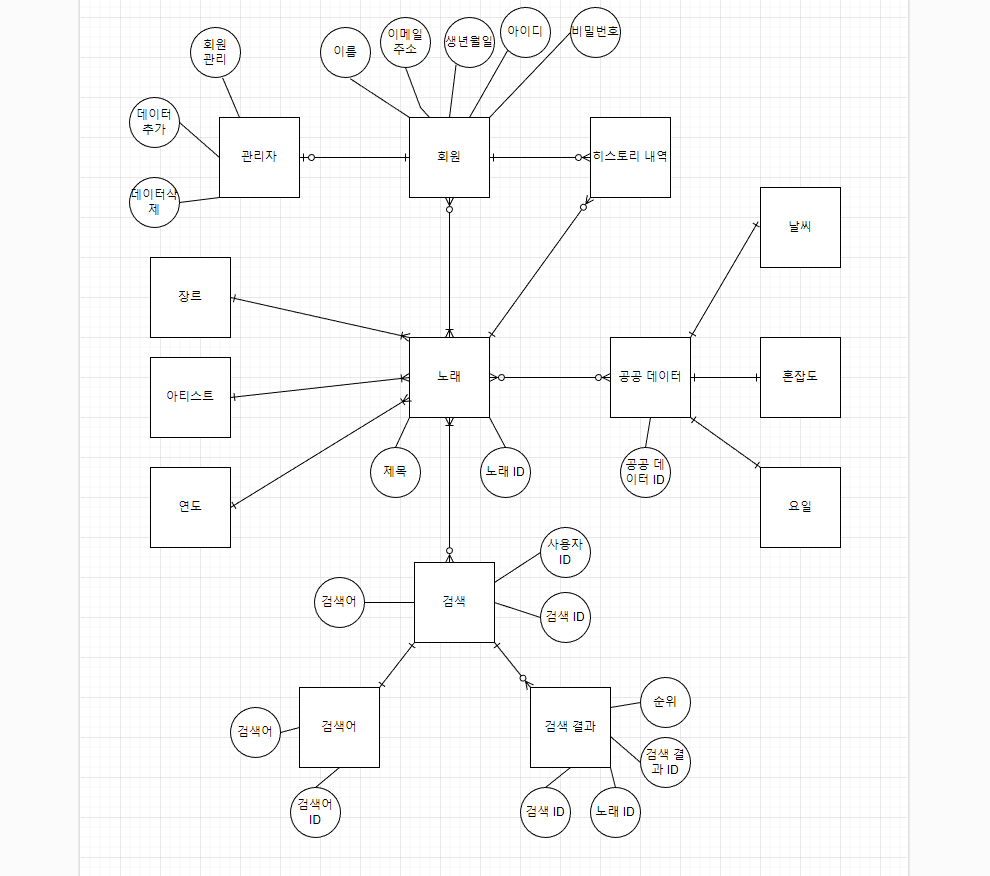 회원
관리
이름
이메일
주소
생년월일
아이디
비밀번호
데이터
추가
관리자
회원
히스토리 내역
데이터삭
제
날씨
장르
아티스트
노래
공공 데이터
혼잡도
제목
노래 ID
공공 데
이터 ID
연도
요일
사용자
ID
검색어
검색
검색 ID
순위
검색어
검색어
검색 결과
검색 결
과 ID
검색어
ID
검색 ID
노래 ID